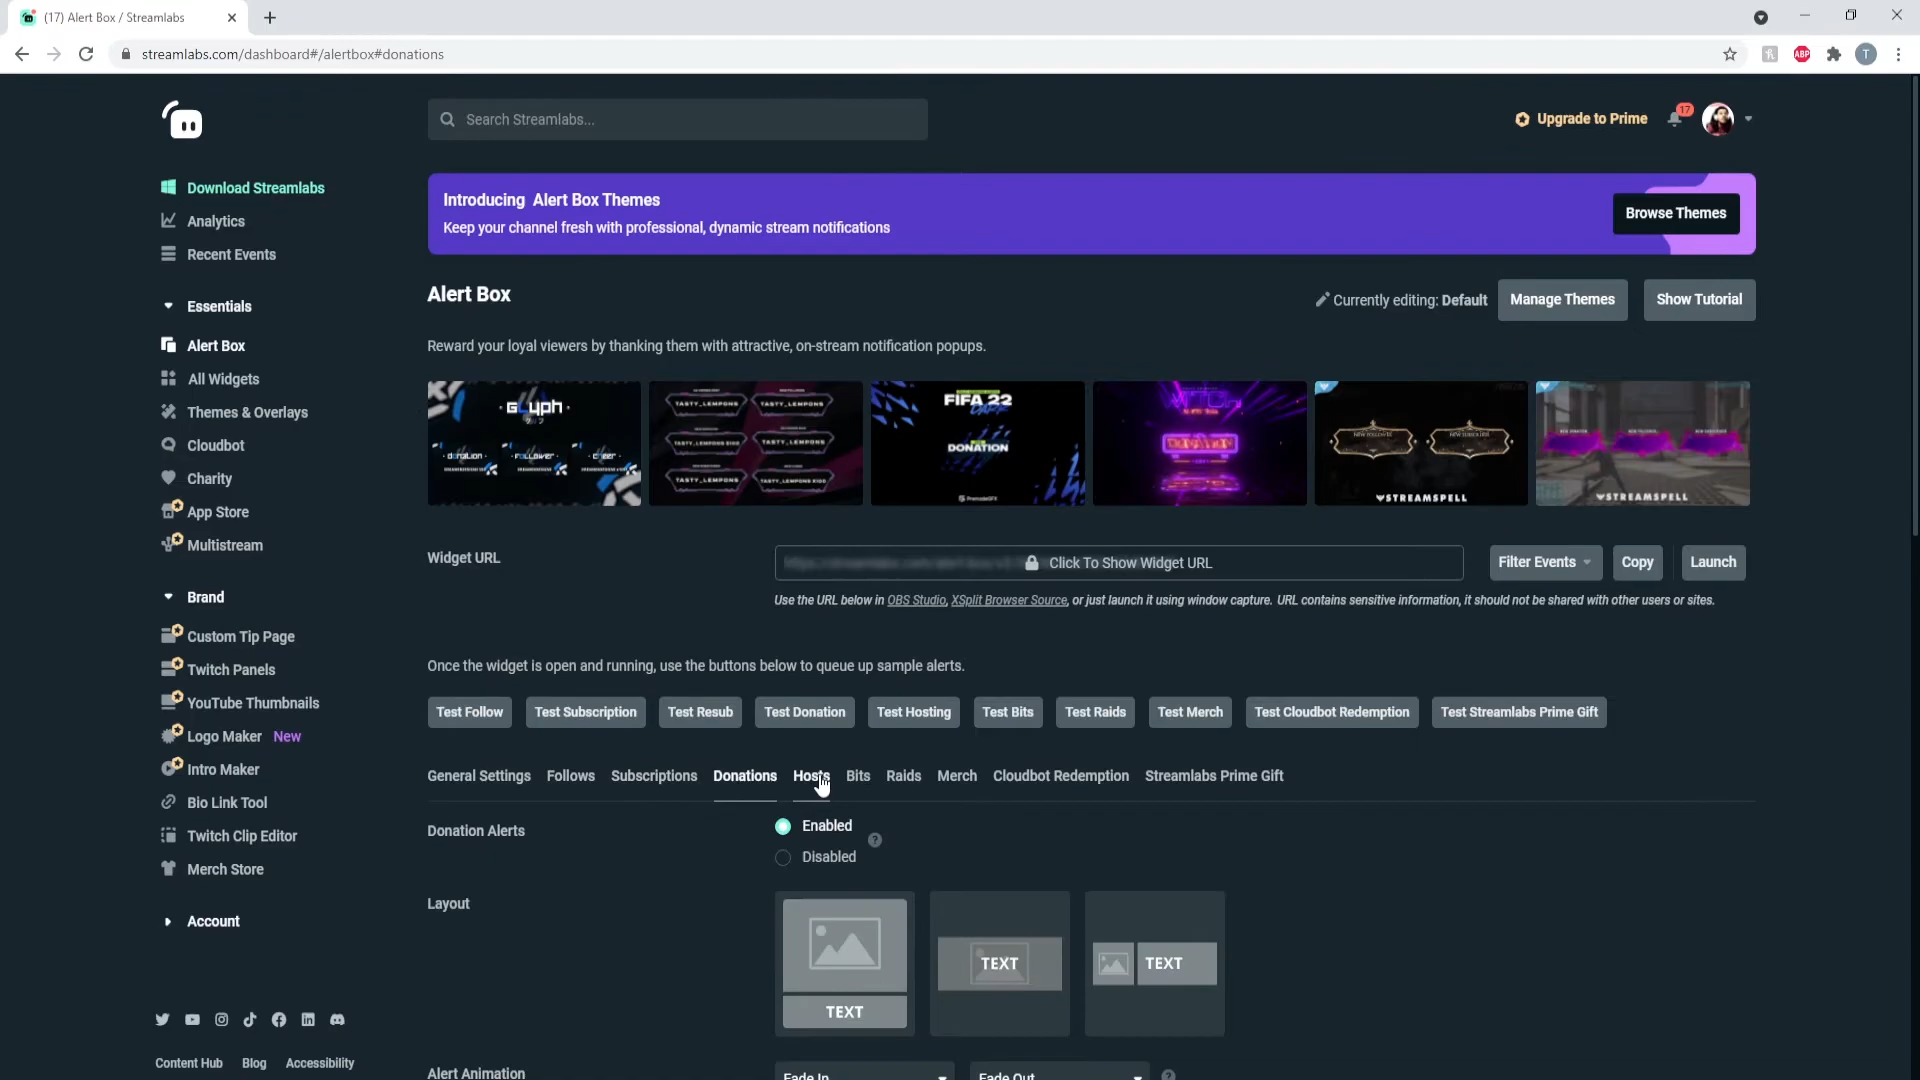 (17) Alert Box / Streamlabs
streamlabs.com/dashboard#/alertbox#donations
ABP
T
Search Streamlabs...
Upgrade to Prime
17
Download Streamlabs
Analytics
Recent Events
Essentials
Alert Box
All Widgets
Themes & Overlays
Cloudbot
Charity
App Store
Multistream
Brand
Custom Tip Page
Twitch Panels
YouTube Thumbnails
Logo Maker New
Intro Maker
Bio Link Tool
Twitch Clip Editor
Merch Store
Account
Content Hub Blog Accessibility
Introducing Alert Box Themes
Keep your channel fresh with professional, dynamic stream notifications
Browse Themes
Alert Box
Currently editing: Default
Manage Themes
Show Tutorial
Reward your loyal viewers by thanking them with attractive, on-stream notification popups.
GLYPH
DONATION FOLLOWER CHEER
TASTY_LEMPONS TASTY_LEMPONS
TASTY_LEMPONS TASTY_LEMPONS
FIFA 22
DARK
DONATION
DONATION
STREAMSPELL
STREAMSPELL
Widget URL
Click To Show Widget URL
Filter Events
Copy
Launch
Use the URL below in OBS Studio, XSplit Browser Source, or just launch it using window capture. URL contains sensitive information, it should not be shared with other users or sites.
Once the widget is open and running, use the buttons below to queue up sample alerts.
Test Follow Test Subscription Test Resub Test Donation Test Hosting Test Bits Test Raids Test Merch Test Cloudbot Redemption Test Streamlabs Prime Gift
General Settings Follows Subscriptions Donations Hosts Bits Raids Merch Cloudbot Redemption Streamlabs Prime Gift
Donation Alerts
Enabled
Disabled
Layout
TEXT
TEXT
TEXT
Alert Animation
Fade In
Fade Out